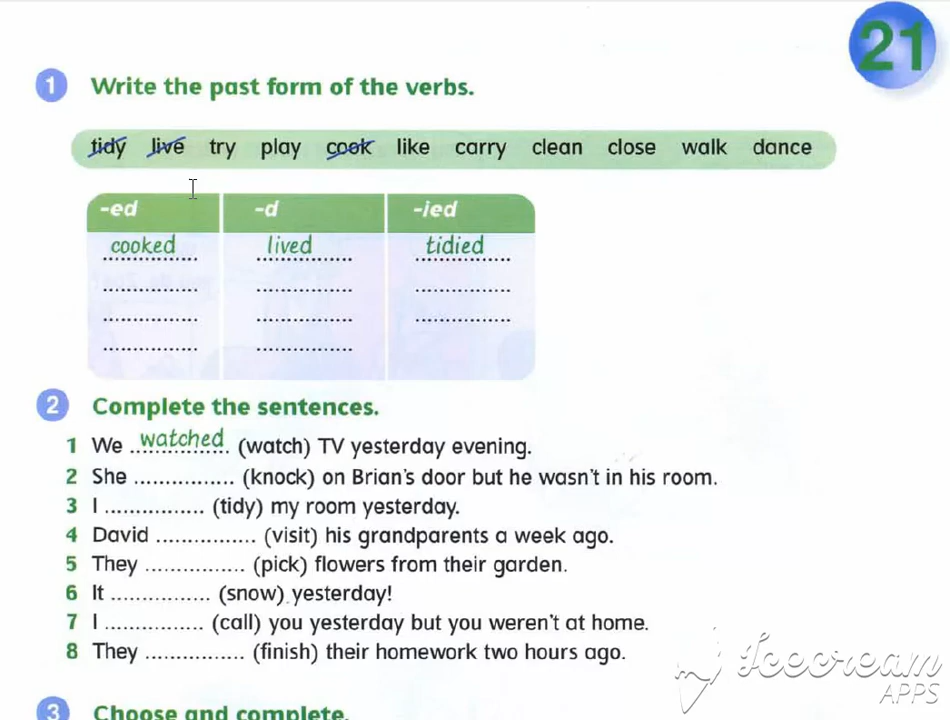 21
1 Write the past form of the verbs.
tidy live try play cook like carry clean close walk dance
-ed -d -ied
cooked lived tidied
2 Complete the sentences.
1 We watched (watch) TV yesterday evening.
2 She ................ (knock) on Brian's door but he wasn't in his room.
3 I ................ (tidy) my room yesterday.
4 David ................ (visit) his grandparents a week ago.
5 They ................ (pick) flowers from their garden.
6 It ................ (snow) yesterday!
7 I ................ (call) you yesterday but you weren't at home.
8 They ................ (finish) their homework two hours ago.
Icecream
APPS
3 Choose and complete.